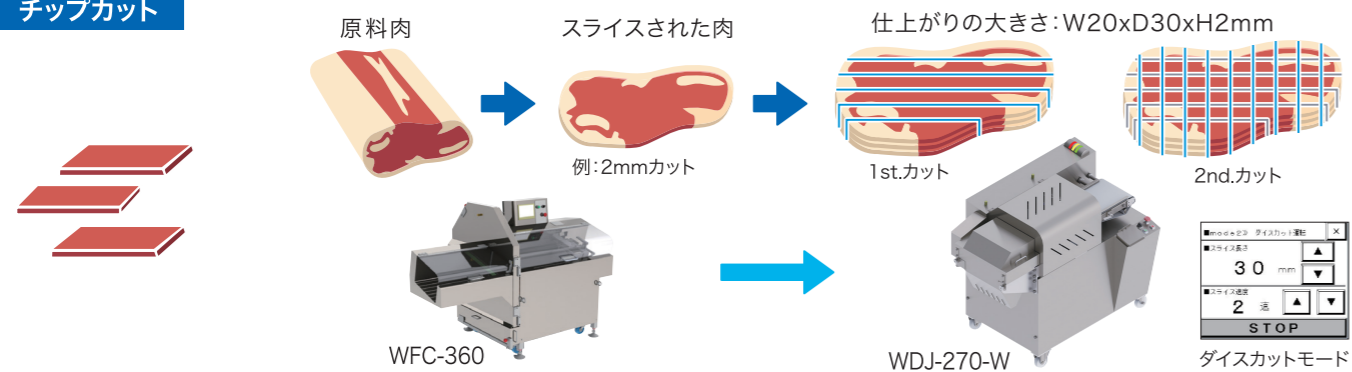 チップカット
原料肉
スライスされた肉
仕上がりの大きさ：W20xD30xH2mm
例：2mmカット
1st.カット
2nd.カット
WFC-360
WDJ-270-W
■mode23 ダイスカット運転 ×
■スライス長さ
▲
30 mm
▼
■スライス速度
2 速 ▲ ▼
STOP
ダイスカットモード